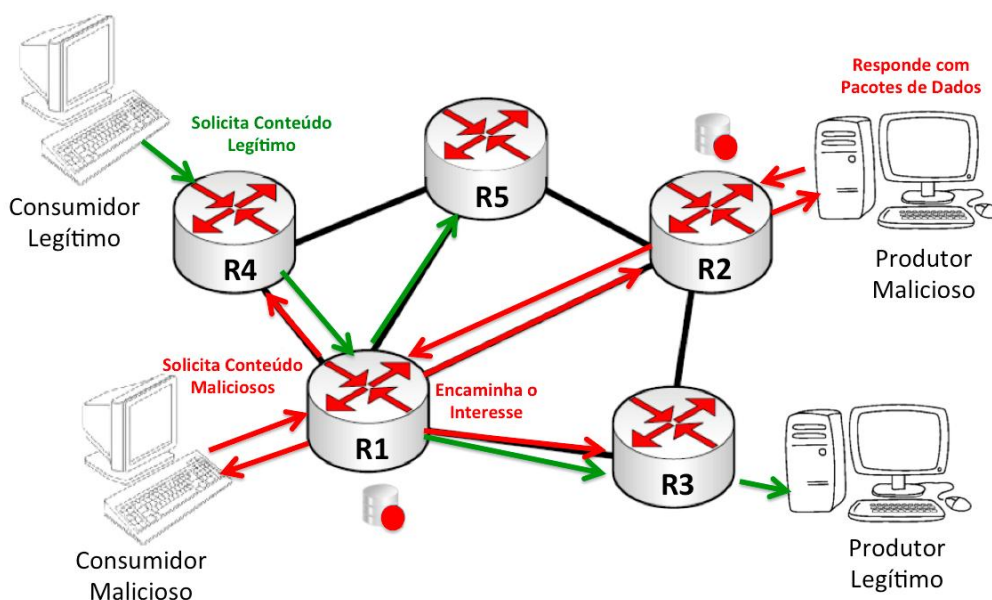 Responde com
Pacotes de Dados
Solicita Conteúdo
Legítimo
Consumidor
Legítimo
R5
R4
R2
Produtor
Malicioso
Solicita Conteúdo
Maliciosos
Encaminha o
Interesse
R1
R3
Consumidor
Malicioso
Produtor
Legítimo